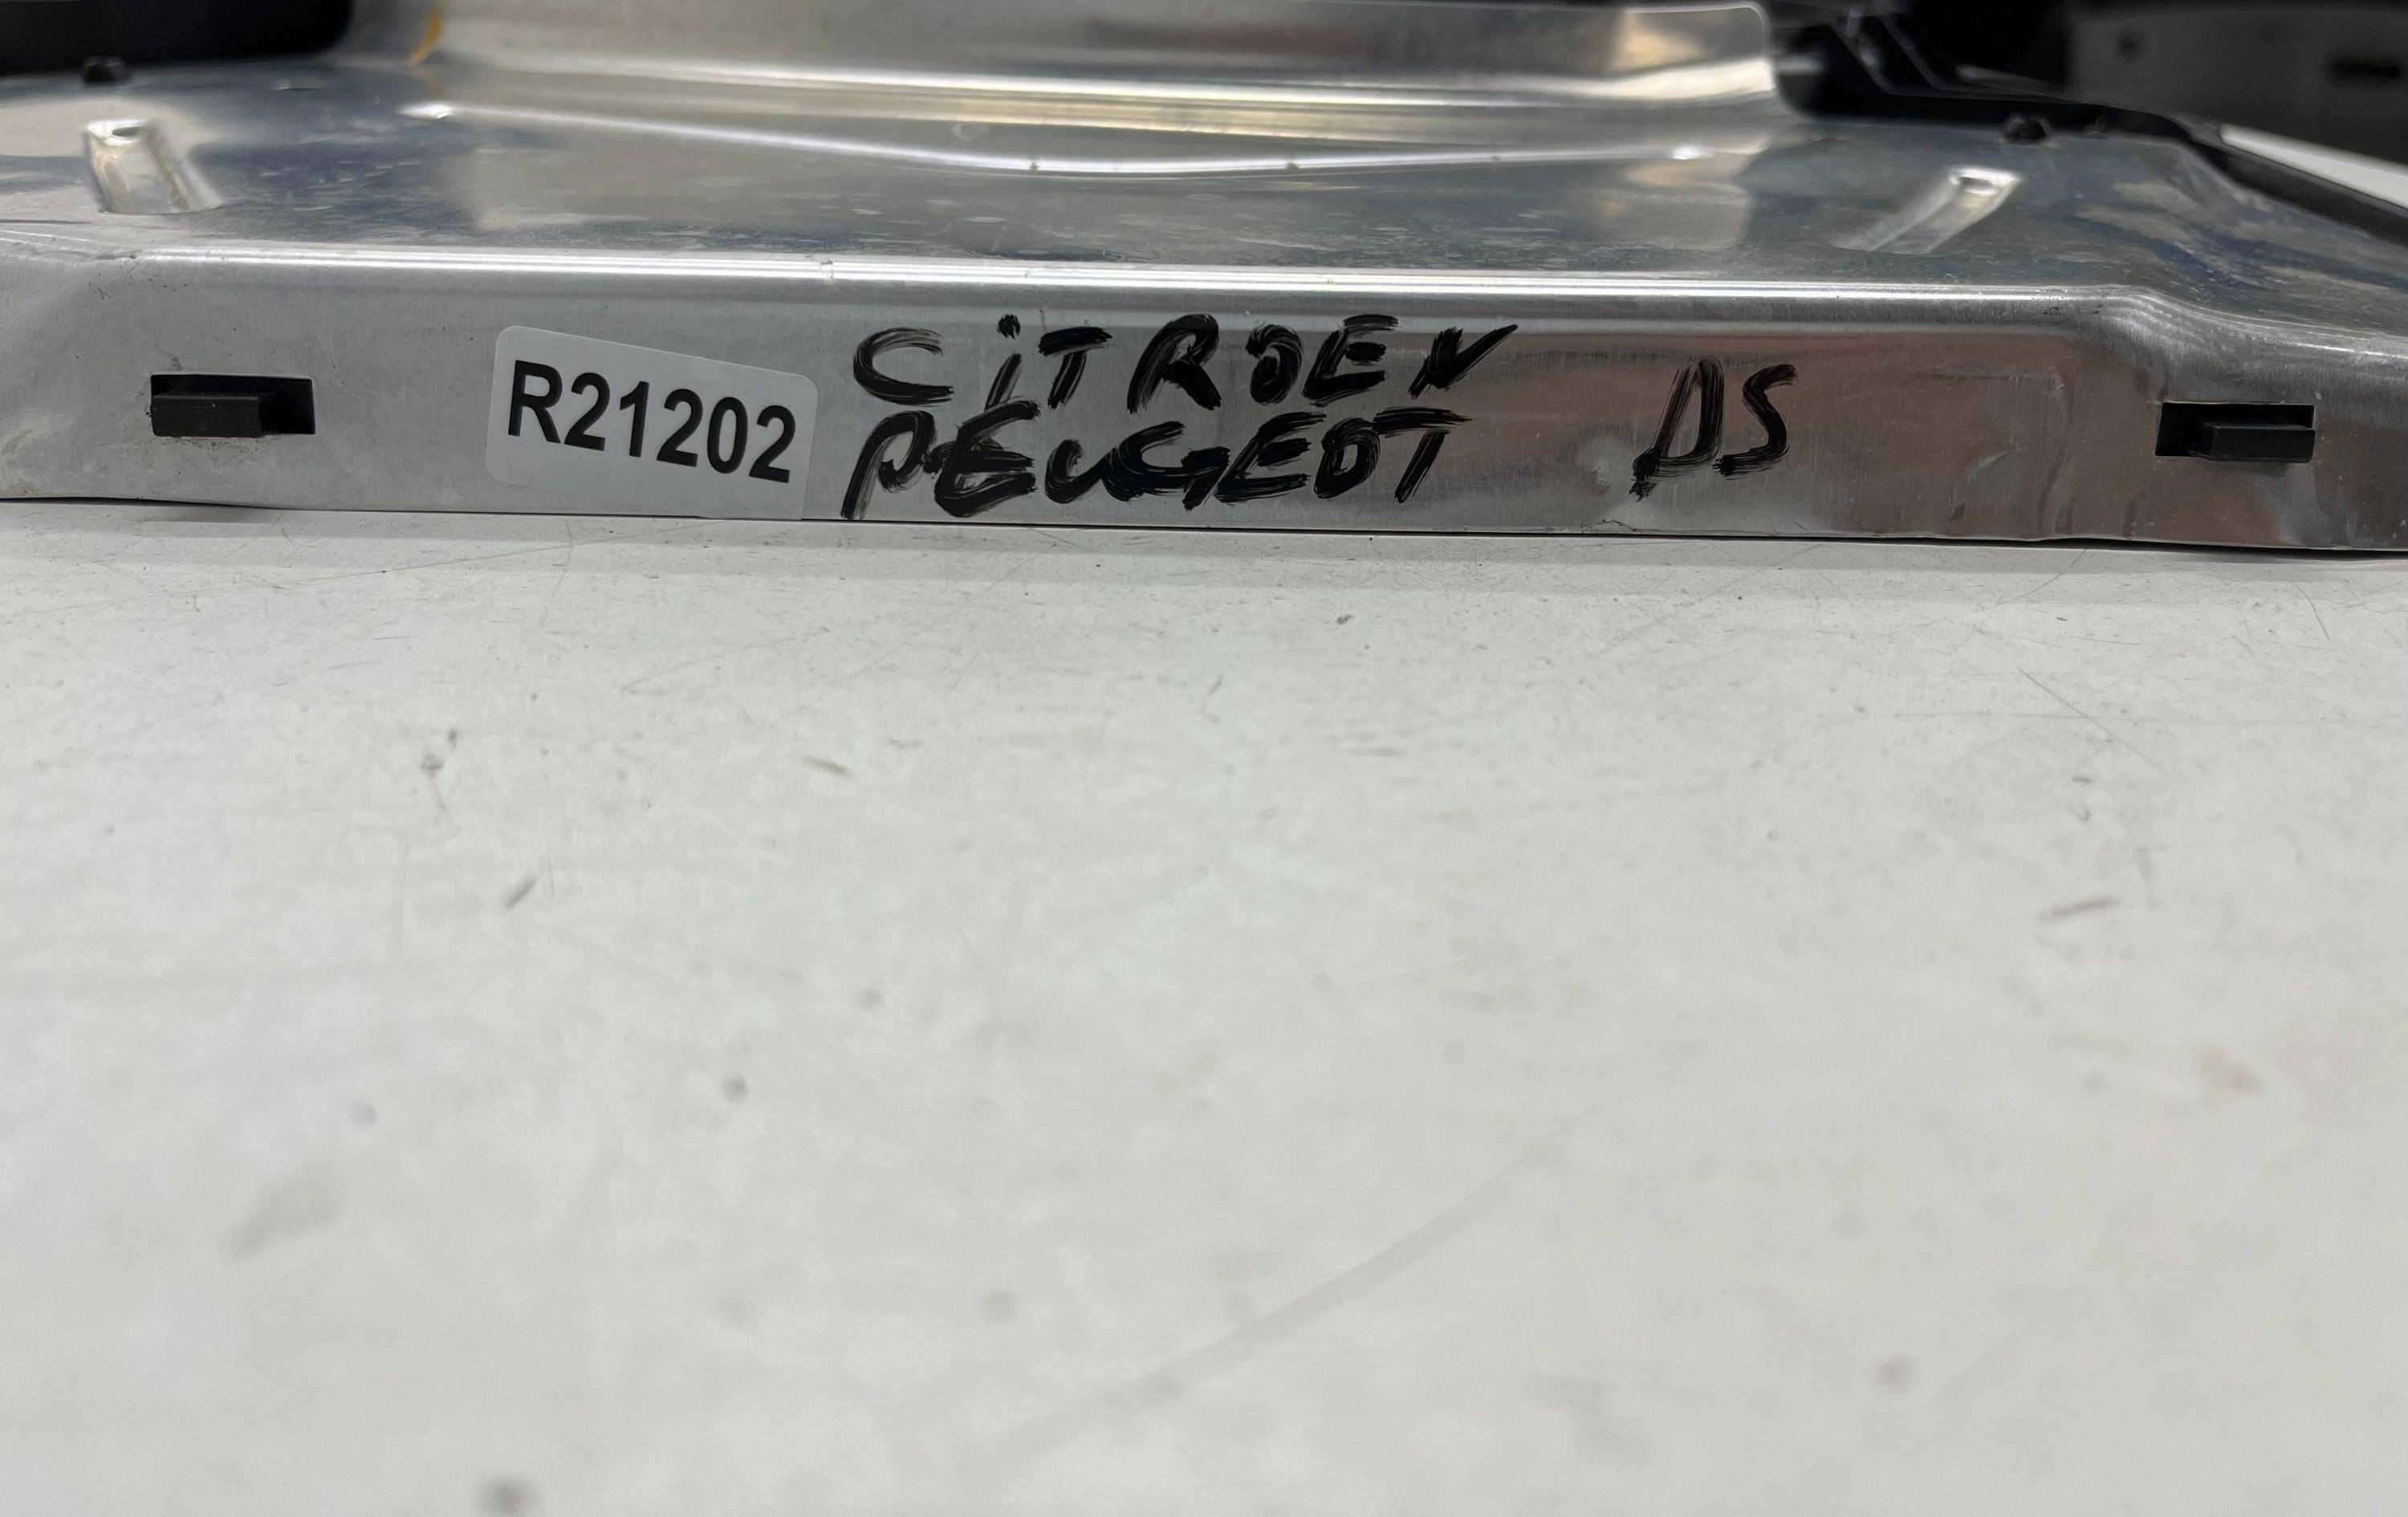 R21202
CiTROEN
PEUGEOT
DS